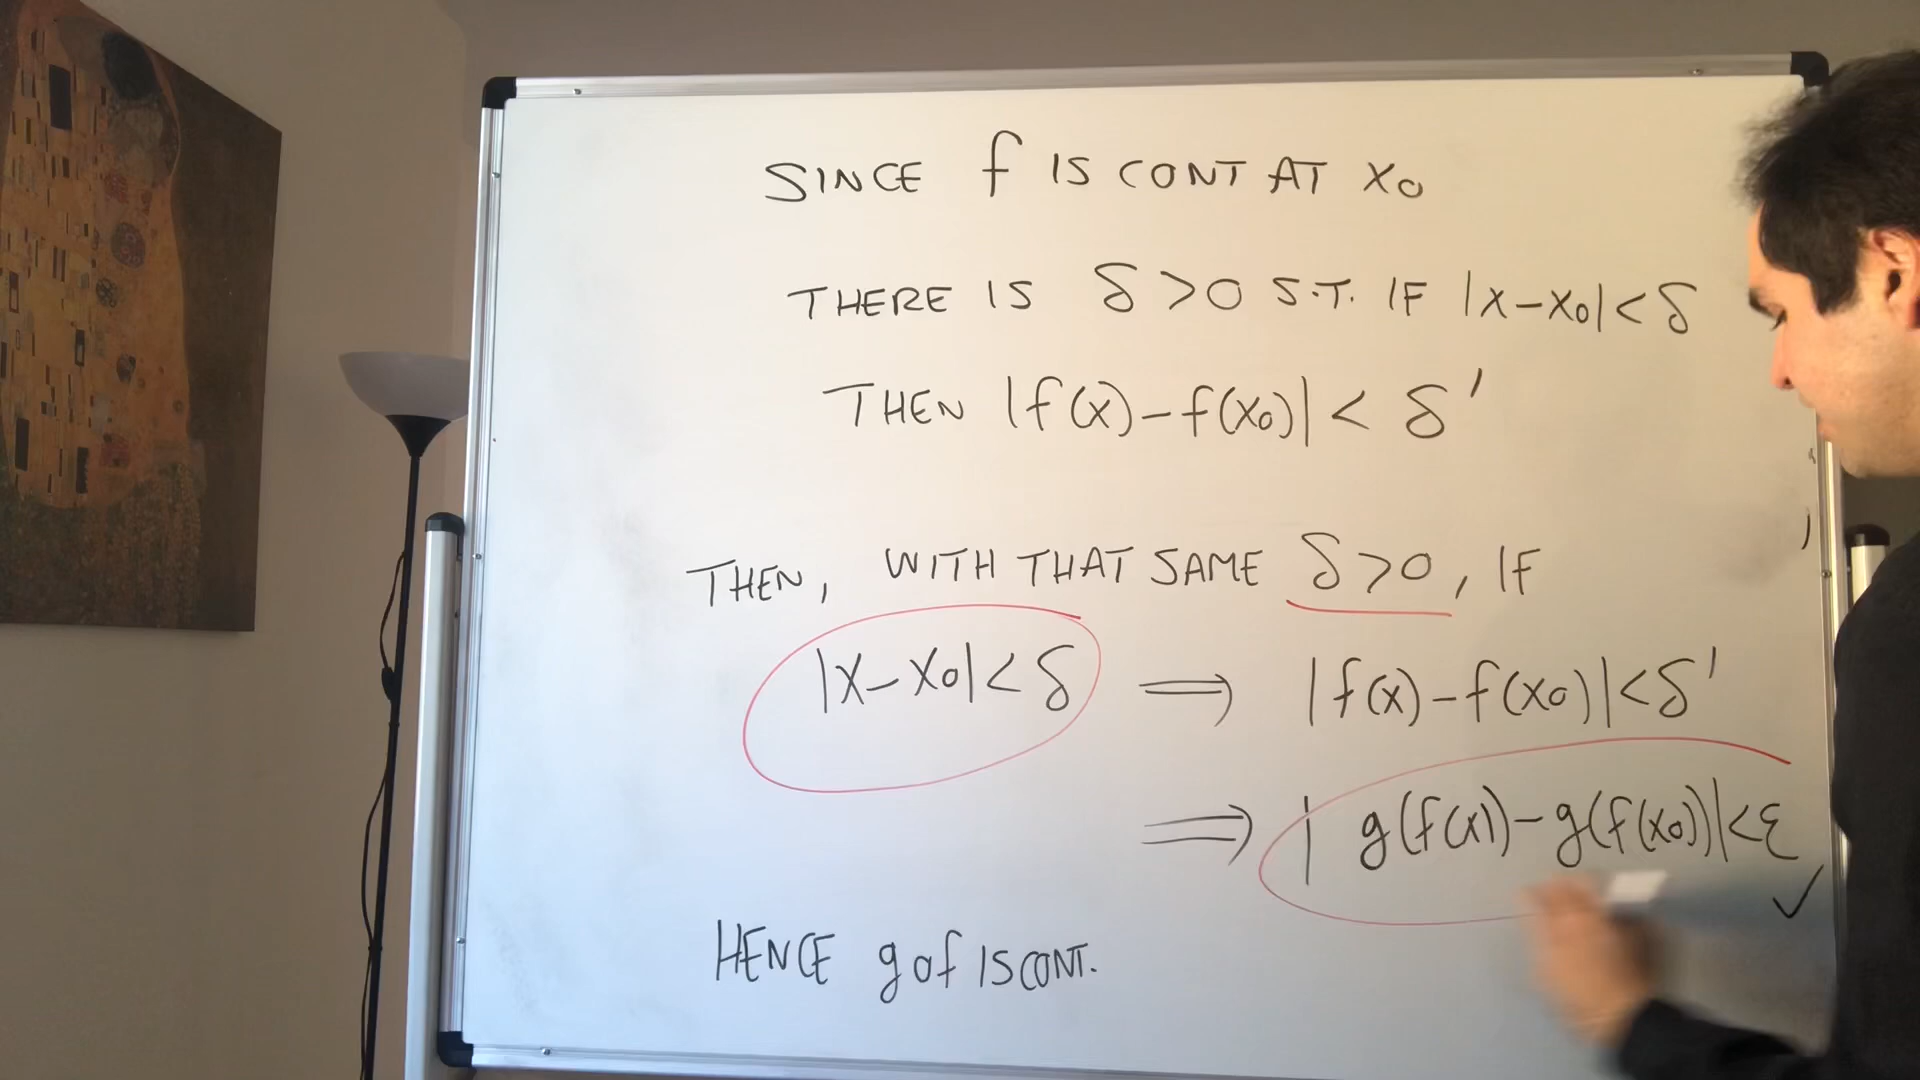 SINCE f IS CONT AT x₀
THERE IS δ>0 S.T. IF |x-x₀|<δ
THEN |f(x)-f(x₀)|< δ'
THEN, WITH THAT SAME δ>0, IF
|x-x₀|<δ ⟹ |f(x)-f(x₀)|<δ'
⟹ | g(f(x))-g(f(x₀))|<ε ✓
HENCE g∘f IS CONT.